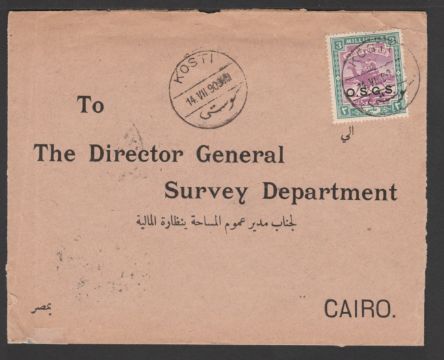 KOSTI
14.VII.90
كوستي
3 MILLIEMES
O.S.G.S.
To
الي
The Director General
Survey Department
لجناب مدير عموم المساحة بنظارة المالية
CAIRO.
بمصر